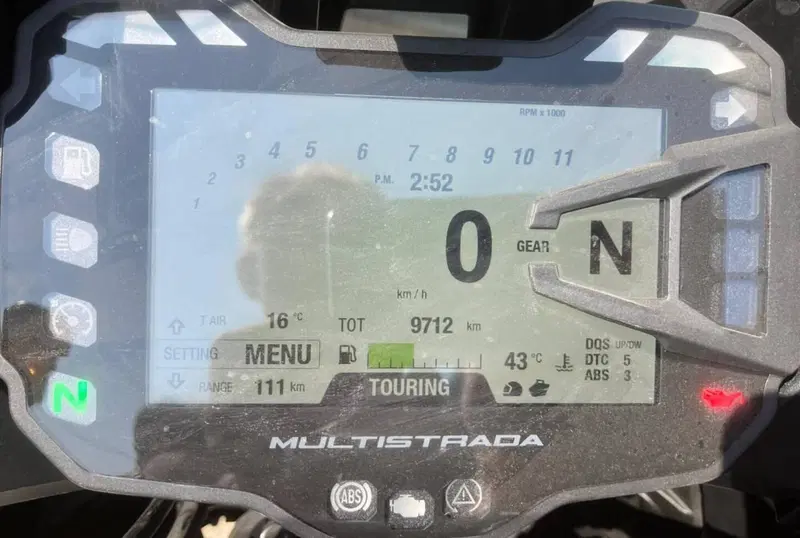 RPM x 1000
1 2 3 4 5 6 7 8 9 10 11
P.M. 2:52
0 GEAR N
km / h
T AIR 16 °C TOT 9712 km
SETTING MENU 43 °C
RANGE 111 km TOURING
DQS UP/DW
DTC 5
ABS 3
N
MULTISTRADA
ABS